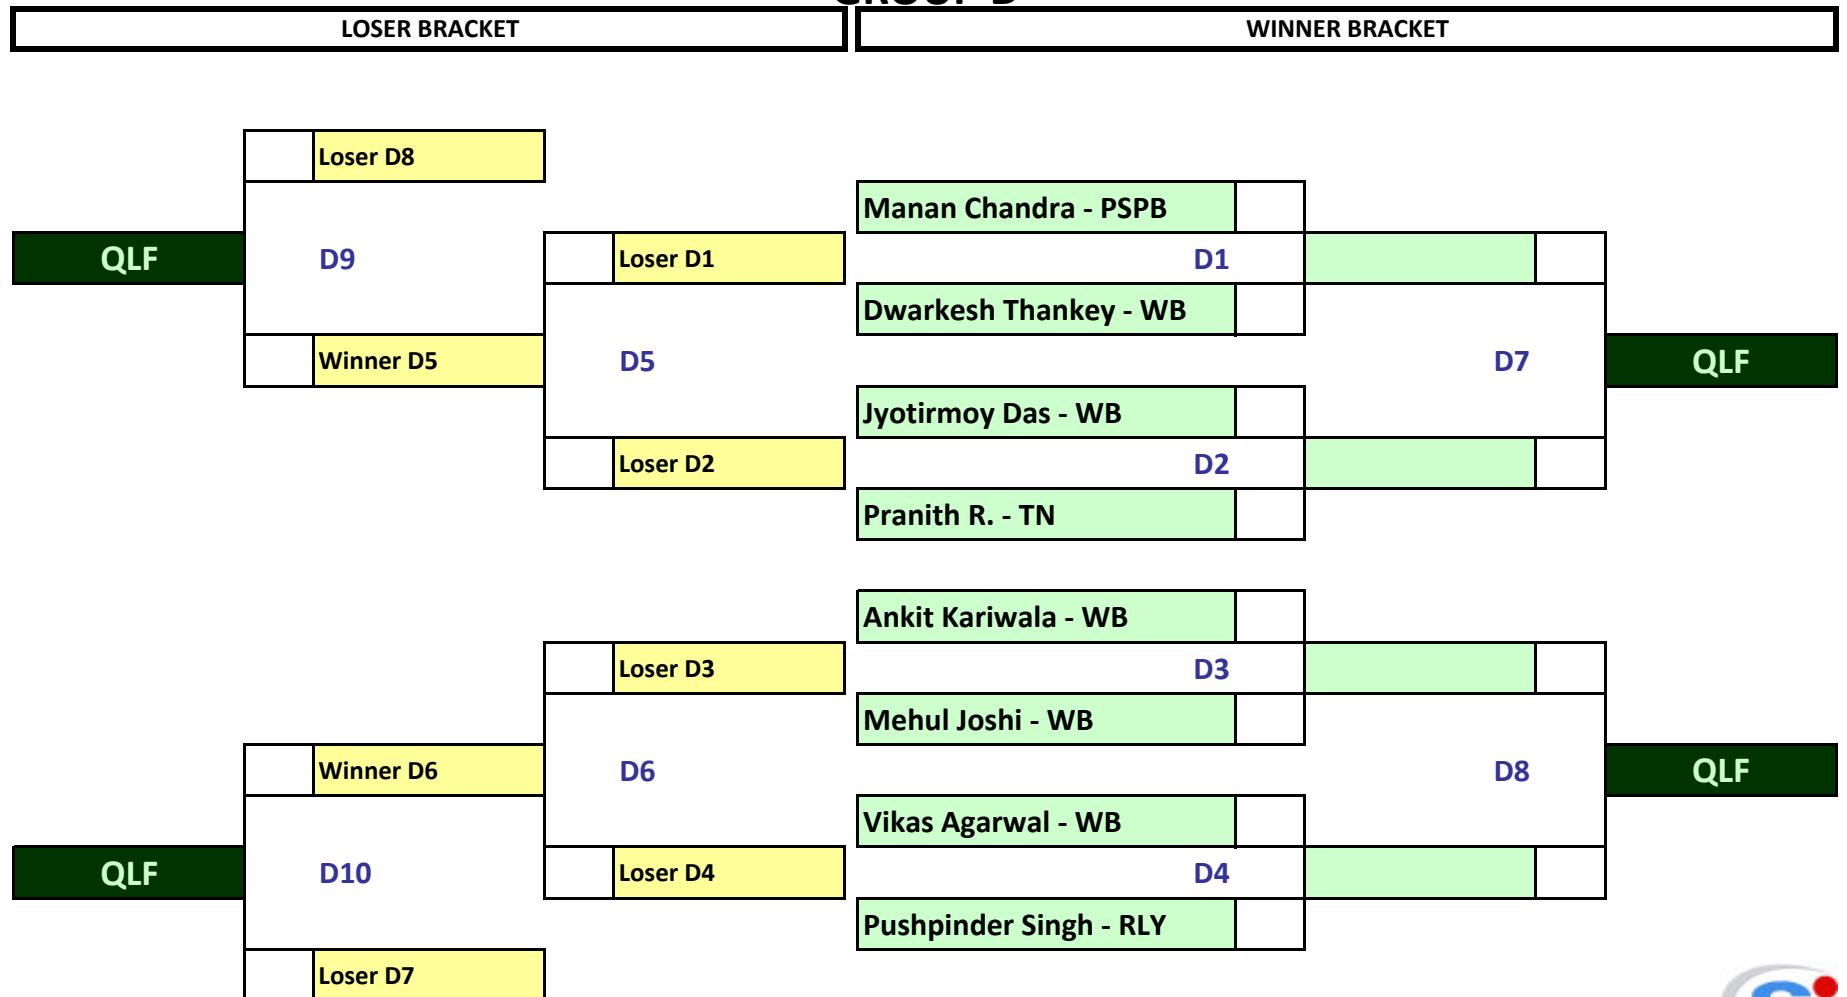 GROUP D
LOSER BRACKET
WINNER BRACKET
Loser D8
Manan Chandra - PSPB
QLF
D9
Loser D1
D1
Dwarkesh Thankey - WB
Winner D5
D5
D7
QLF
Jyotirmoy Das - WB
Loser D2
D2
Pranith R. - TN
Ankit Kariwala - WB
Loser D3
D3
Mehul Joshi - WB
Winner D6
D6
D8
QLF
Vikas Agarwal - WB
QLF
D10
Loser D4
D4
Pushpinder Singh - RLY
Loser D7